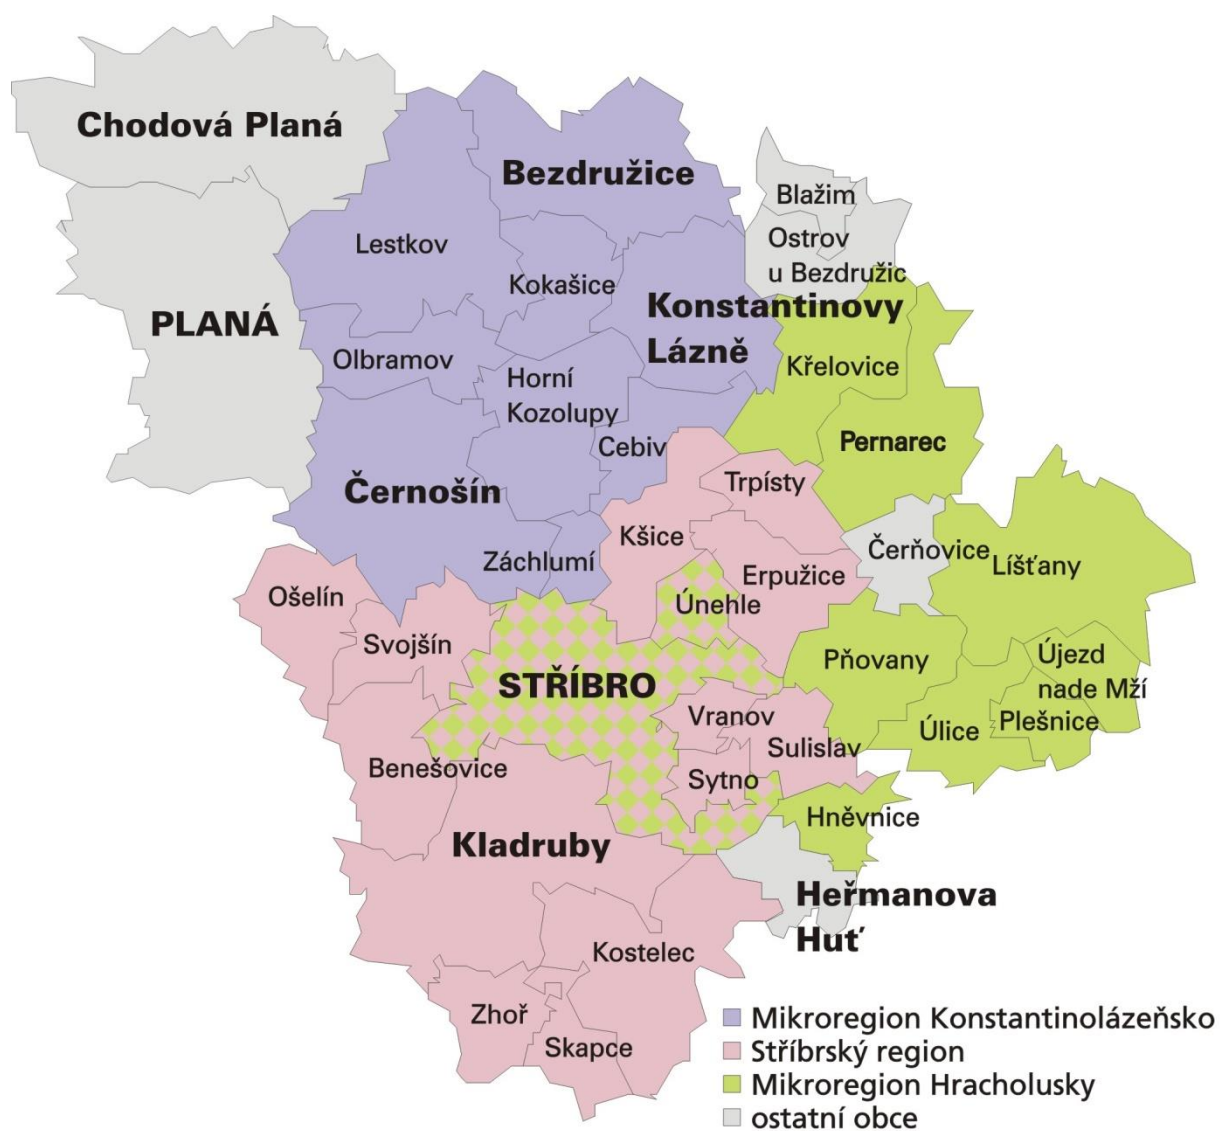 Chodová Planá
Bezdružice
Blažim
Lestkov
Ostrov
u Bezdružic
Kokašice
Konstantinovy
Lázně
PLANÁ
Olbramov
Křelovice
Horní
Kozolupy
Cebiv
Pernarec
Černošín
Trpísty
Kšice
Záchlumí
Čerňovice
Líšťany
Erpužice
Ošelín
Únehle
Svojšín
Pňovany
Újezd
nade Mží
STŘÍBRO
Vranov
Úlice
Plešnice
Sulislav
Benešovice
Sytno
Hněvnice
Kladruby
Heřmanova
Huť
Kostelec
Zhoř
Skapce
Mikroregion Konstantinolázeňsko
Stříbrský region
Mikroregion Hracholusky
ostatní obce